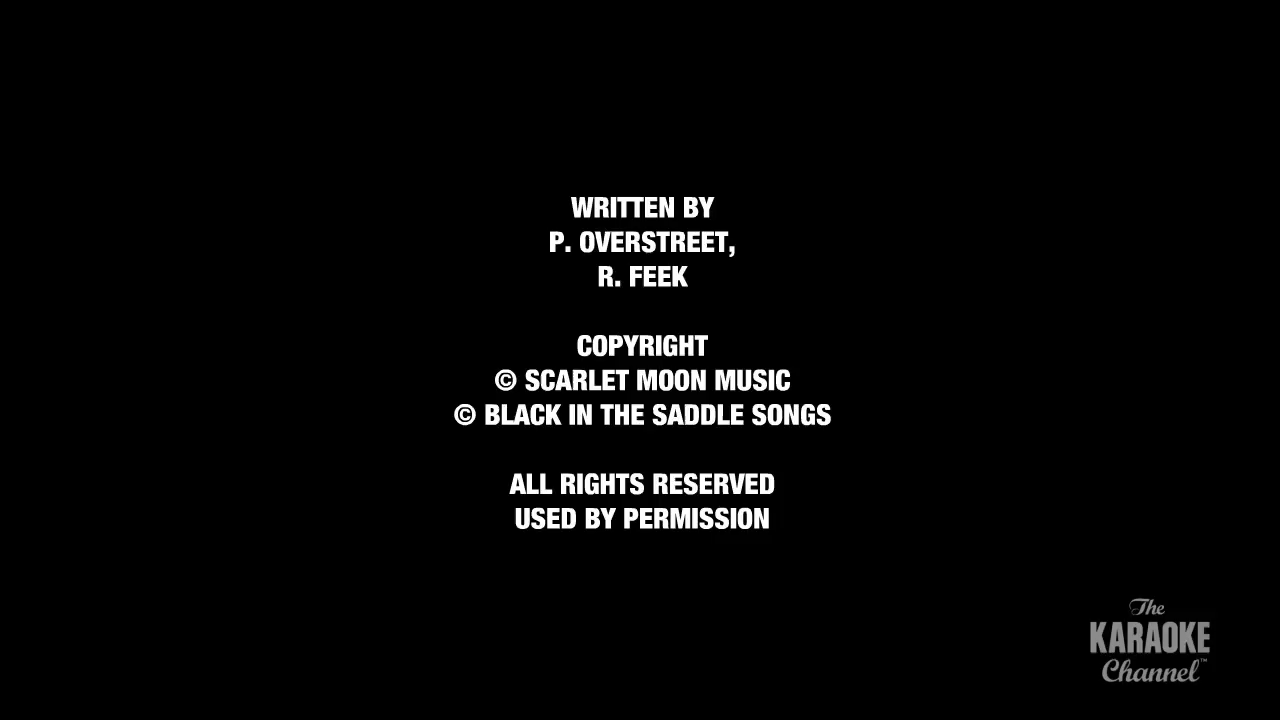 WRITTEN BY
P. OVERSTREET,
R. FEEK
COPYRIGHT
© SCARLET MOON MUSIC
© BLACK IN THE SADDLE SONGS
ALL RIGHTS RESERVED
USED BY PERMISSION
The
KARAOKE
Channel™